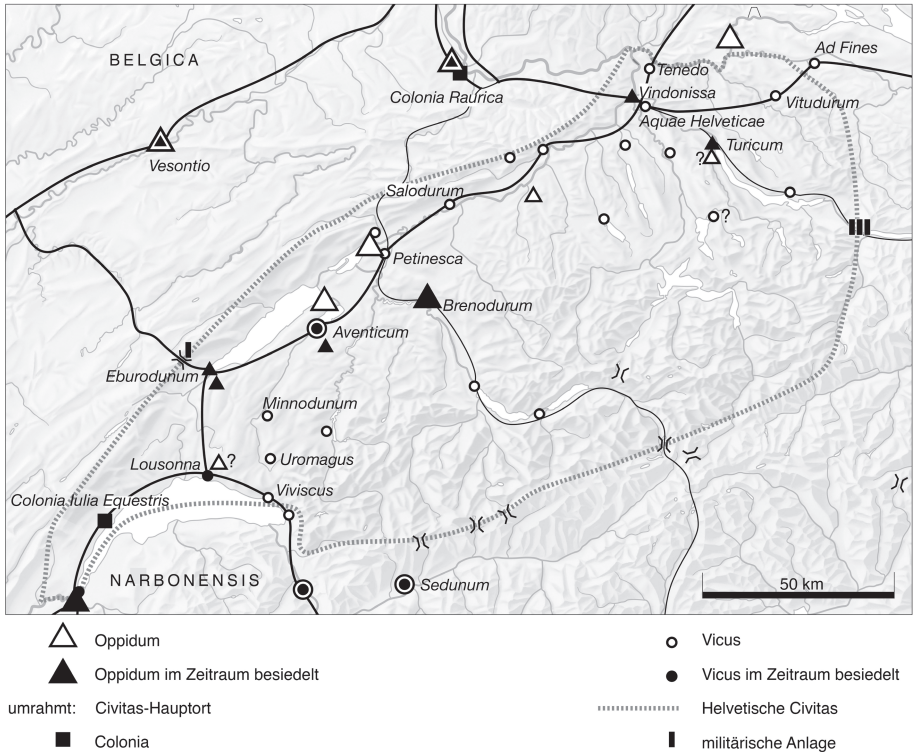 BELGICA
Ad Fines
Tenedo
Colonia Raurica
Vindonissa
Vitudurum
Aquae Helveticae
Vesontio
Turicum
?
Salodurum
?
Petinesca
Brenodurum
Aventicum
Eburodunum
Minnodunum
Lousonna
?
Uromagus
Viviscus
Colonia Iulia Equestris
NARBONENSIS
Sedunum
50 km
Oppidum
Vicus
Oppidum im Zeitraum besiedelt
Vicus im Zeitraum besiedelt
umrahmt: Civitas-Hauptort
Helvetische Civitas
Colonia
militärische Anlage